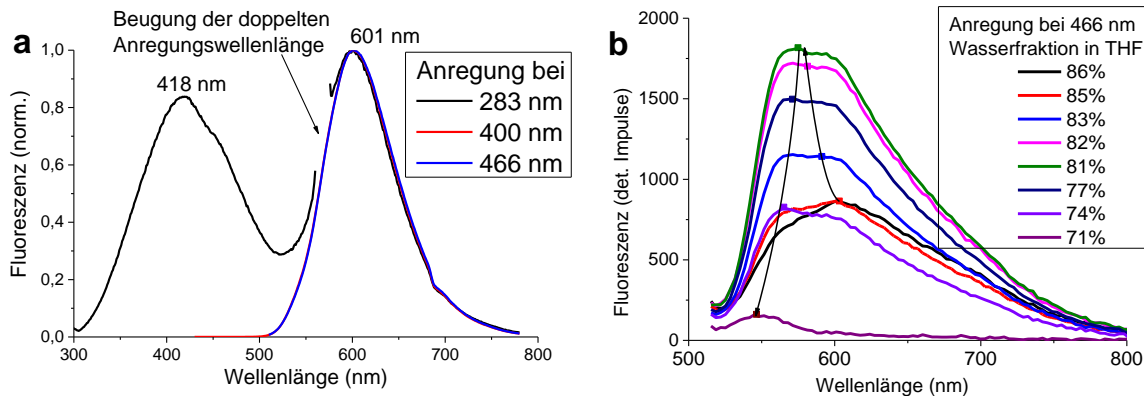 a
Beugung der doppelten
Anregungswellenlänge
601 nm
418 nm
Anregung bei
283 nm
400 nm
466 nm
1,0
0,8
0,6
0,4
0,2
0,0
300 400 500 600 700 800
Fluoreszenz (norm.)
Wellenlänge (nm)
b
Anregung bei 466 nm
Wasserfraktion in THF
86%
85%
83%
82%
81%
77%
74%
71%
2000
1500
1000
500
0
500 600 700 800
Fluoreszenz (det. Impulse)
Wellenlänge (nm)